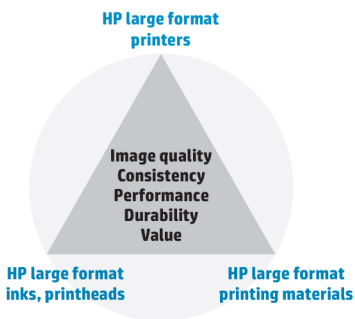 HP large format
printers
Image quality
Consistency
Performance
Durability
Value
HP large format
inks, printheads
HP large format
printing materials